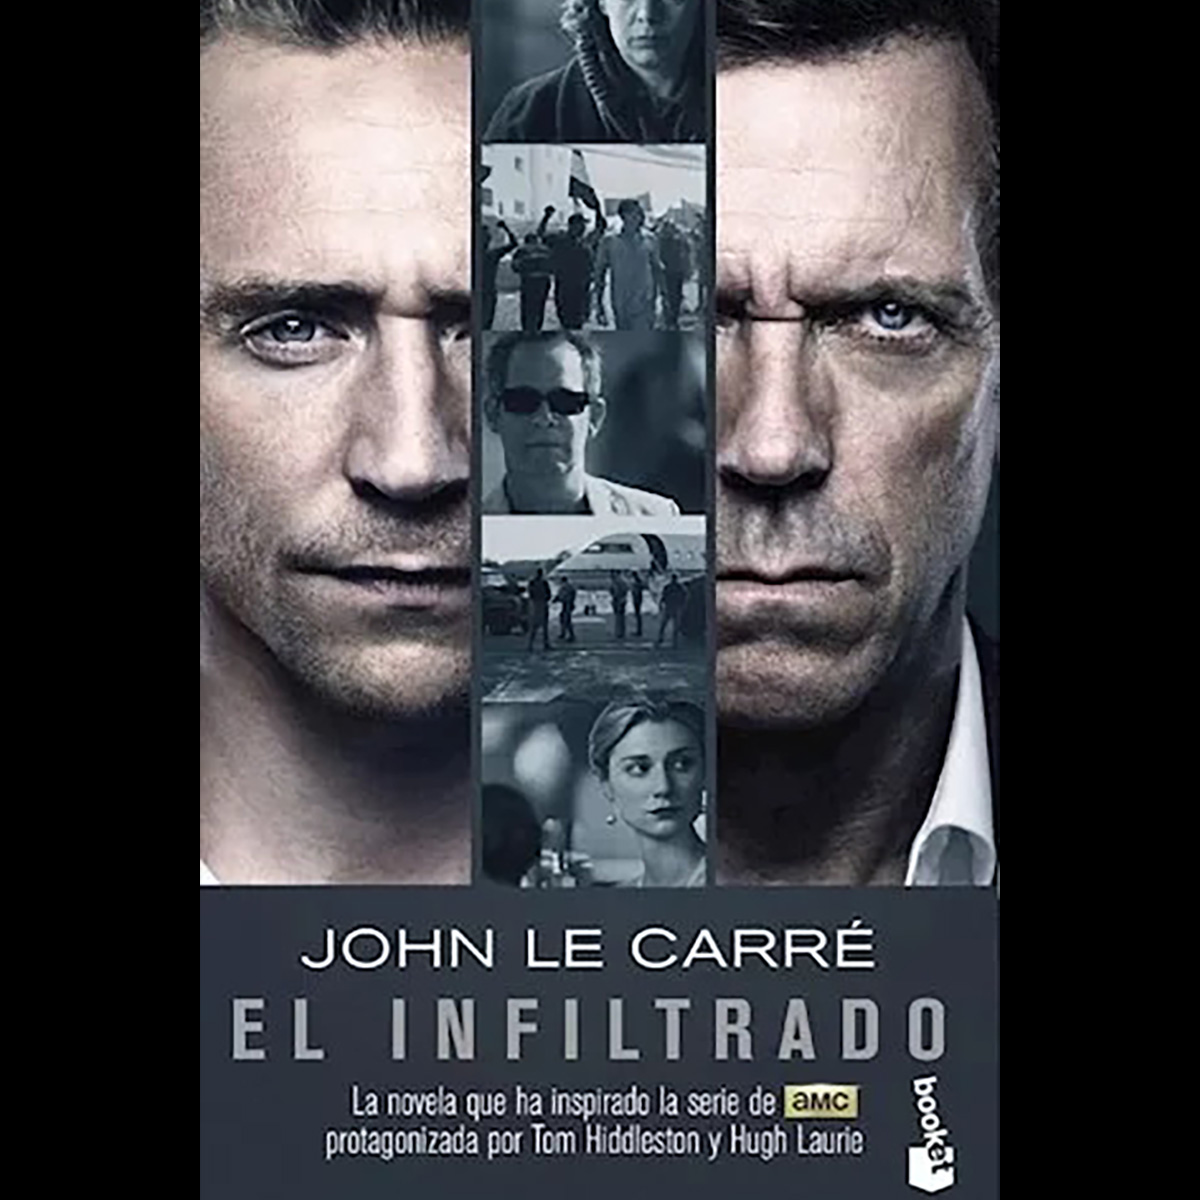 JOHN LE CARRÉ
EL INFILTRADO
La novela que ha inspirado la serie de aMC
protagonizada por Tom Hiddleston y Hugh Laurie
booket